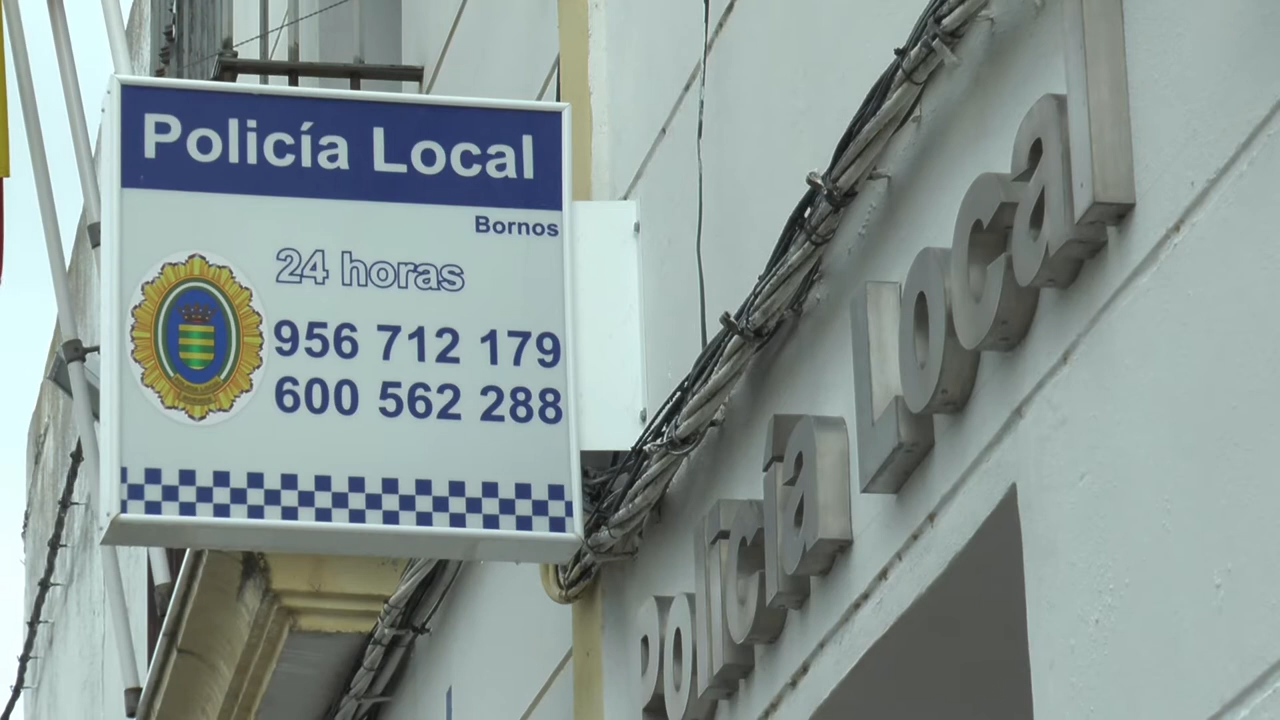 Policía Local
Bornos
24 horas
956 712 179
600 562 288
Policía Local